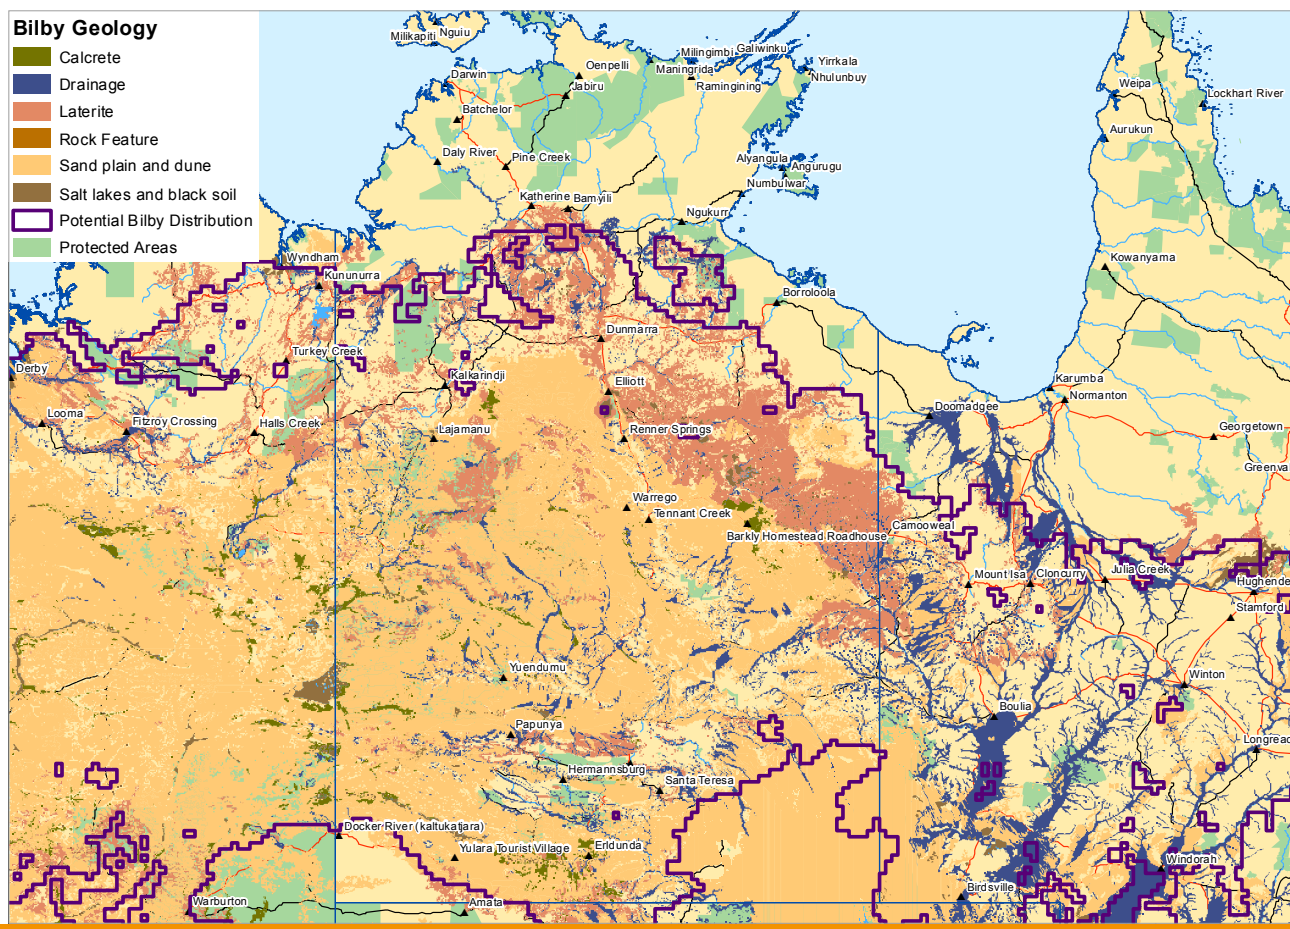 Bilby Geology
Calcrete
Drainage
Laterite
Rock Feature
Sand plain and dune
Salt lakes and black soil
Potential Bilby Distribution
Protected Areas
Milikapiti
Nguiu
Darwin
Batchelor
Daly River
Pine Creek
Oenpelli
Jabiru
Milingimbi
Galiwinku
Maningrida
Ramingining
Yirrkala
Nhulunbuy
Alyangula
Angurugu
Numbulwar
Katherine
Bamyili
Ngukurr
Weipa
Lockhart River
Aurukun
Kowanyama
Wyndham
Kununurra
Borroloola
Dunmarra
Turkey Creek
Derby
Kalkarindji
Elliott
Karumba
Normanton
Doomadgee
Looma
Fitzroy Crossing
Halls Creek
Lajamanu
Renner Springs
Georgetown
Greenva
Warrego
Tennant Creek
Barkly Homestead Roadhouse
Camooweal
Mount Isa
Cloncurry
Julia Creek
Hughende
Stamford
Yuendumu
Winton
Boulia
Papunya
Longread
Hermannsburg
Santa Teresa
Docker River (kaltukatjara)
Yulara Tourist Village
Erldunda
Windorah
Birdsville
Warburton
Amata